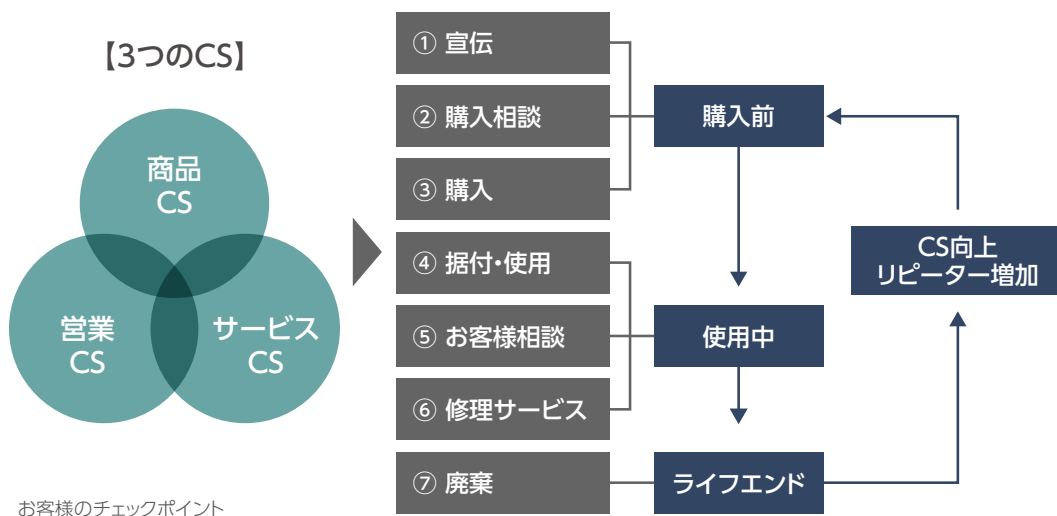 【3つのCS】
商品
CS
営業
CS
サービス
CS
① 宣伝
② 購入相談
③ 購入
④ 据付・使用
⑤ お客様相談
⑥ 修理サービス
⑦ 廃棄
購入前
使用中
ライフエンド
CS向上
リピーター増加
お客様のチェックポイント